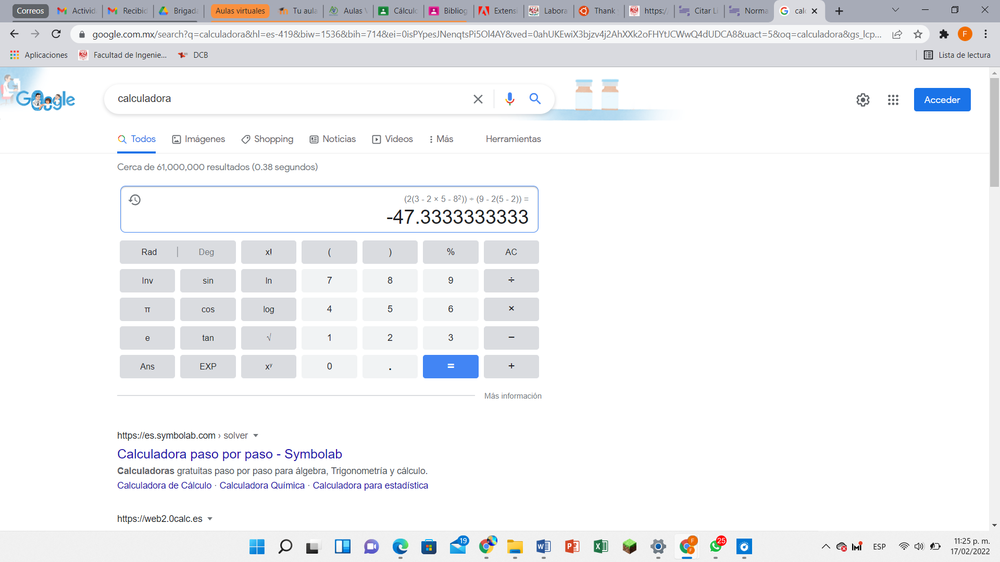 Correos
Activid
Recibid
Brigada
Aulas virtuales
Tu aula
Aulas V
Cálculo
Bibliog
Extensi
Labora
Thank y
https:/
Citar Li
Norma
calc
google.com.mx/search?q=calculadora&hl=es-419&biw=1536&bih=714&ei=0isPYpesJNenqtsPi5Ol4AY&ved=0ahUKEwiX3bjzv4j2AhXXk2oFHYtJCWwQ4dUDCA8&uact=5&oq=calculadora&gs_lcp...
F
Aplicaciones
Facultad de Ingenie...
DCB
Lista de lectura
Google
calculadora
Acceder
Todos
Imágenes
Shopping
Noticias
Videos
Más
Herramientas
Cerca de 61,000,000 resultados (0.38 segundos)
(2(3 - 2 × 5 - 8²)) ÷ (9 - 2(5 - 2)) =
-47.3333333333
Rad | Deg x! ( ) % AC
Inv sin ln 7 8 9 ÷
π cos log 4 5 6 ×
e tan √ 1 2 3 −
Ans EXP xʸ 0 . = +
Más información
https://es.symbolab.com › solver
Calculadora paso por paso - Symbolab
Calculadoras gratuitas paso por paso para álgebra, Trigonometría y cálculo.
Calculadora de Cálculo · Calculadora Química · Calculadora para estadística
https://web2.0calc.es
19
F
F
25
ESP
11:25 p. m.
17/02/2022